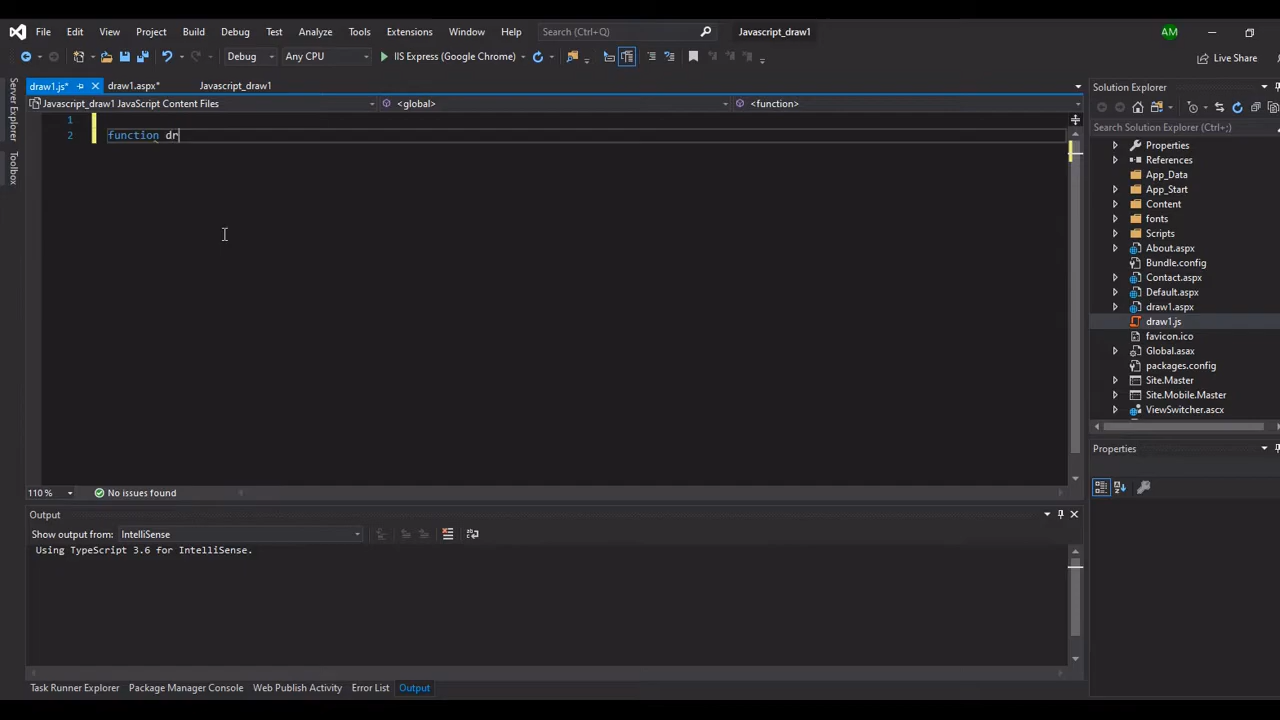 File Edit View Project Build Debug Test Analyze Tools Extensions Window Help Search (Ctrl+Q) Javascript_draw1 AM
Debug Any CPU IIS Express (Google Chrome) Live Share
draw1.js* draw1.aspx* Javascript_draw1
Solution Explorer
Javascript_draw1 JavaScript Content Files <global> <function>
Search Solution Explorer (Ctrl+;)
Server Explorer
Toolbox
1
2 function dr
Properties
References
App_Data
App_Start
Content
fonts
Scripts
About.aspx
Bundle.config
Contact.aspx
Default.aspx
draw1.aspx
draw1.js
favicon.ico
Global.asax
packages.config
Site.Master
Site.Mobile.Master
ViewSwitcher.ascx
Properties
110 % No issues found
Output
Show output from: IntelliSense
Using TypeScript 3.6 for IntelliSense.
Task Runner Explorer Package Manager Console Web Publish Activity Error List Output